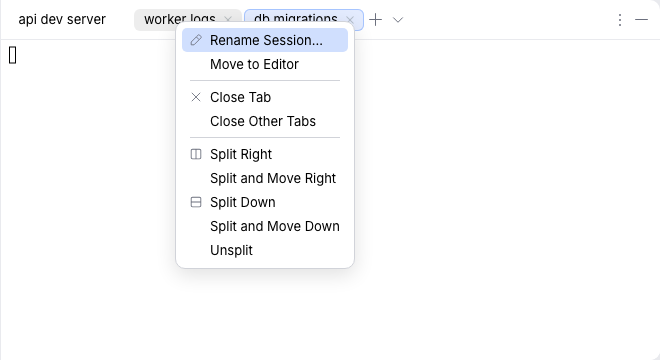 api dev server
worker logs
db migrations
Rename Session...
Move to Editor
Close Tab
Close Other Tabs
Split Right
Split and Move Right
Split Down
Split and Move Down
Unsplit